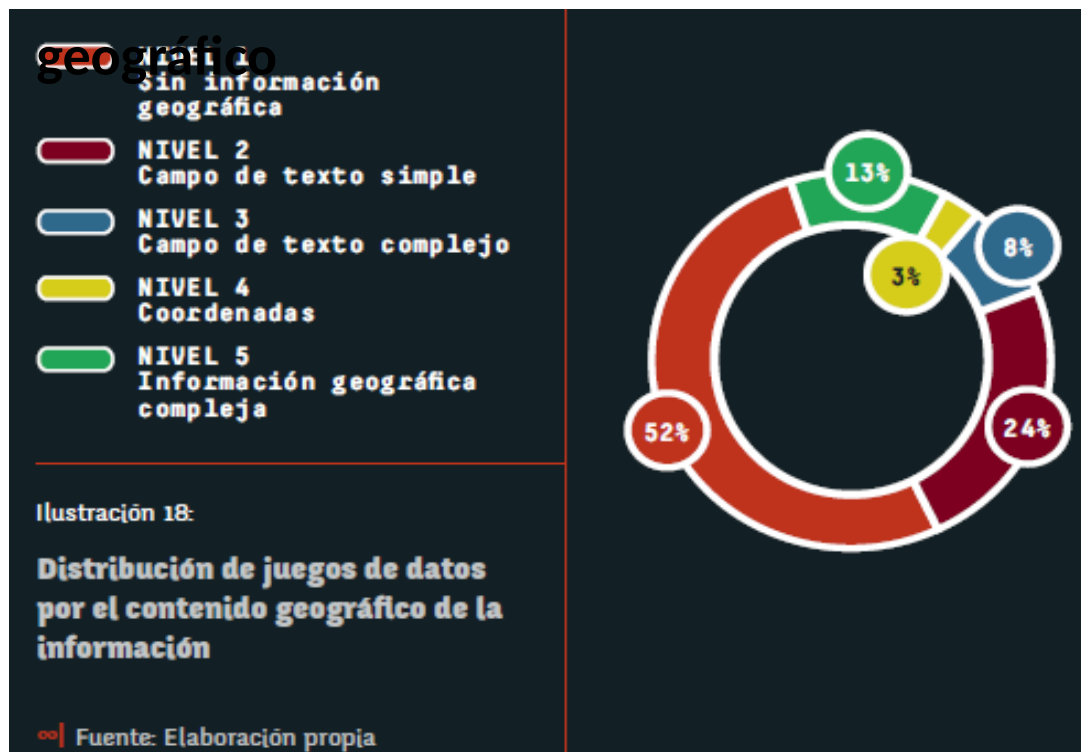 geográfico
NIVEL 1
Sin información
geográfica
NIVEL 2
Campo de texto simple
NIVEL 3
Campo de texto complejo
NIVEL 4
Coordenadas
NIVEL 5
Información geográfica
compleja
Ilustración 18:
Distribución de juegos de datos
por el contenido geográfico de la
información
Fuente: Elaboración propia
13%
8%
3%
52%
24%